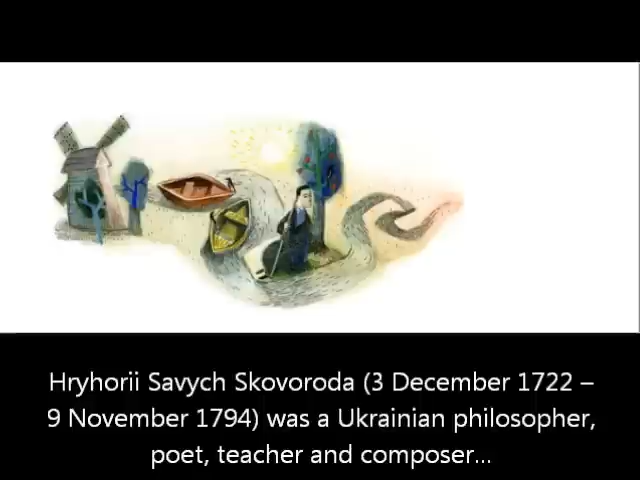 Hryhorii Savych Skovoroda (3 December 1722 –
9 November 1794) was a Ukrainian philosopher,
poet, teacher and composer...